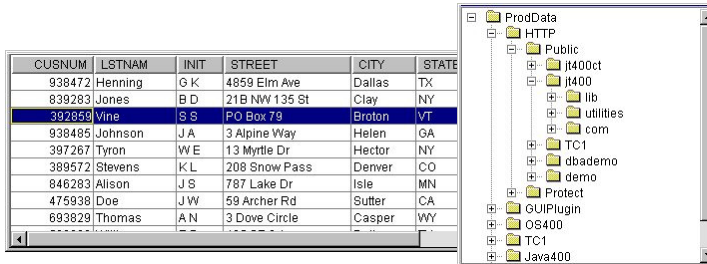 CUSNUM LSTNAM INIT STREET CITY STATE
938472 Henning G K 4859 Elm Ave Dallas TX
839283 Jones B D 21B NW 135 St Clay NY
392859 Vine S S PO Box 79 Broton VT
938485 Johnson J A 3 Alpine Way Helen GA
397267 Tyron W E 13 Myrtle Dr Hector NY
389572 Stevens K L 208 Snow Pass Denver CO
846283 Alison J S 787 Lake Dr Isle MN
475938 Doe J W 59 Archer Rd Sutter CA
693829 Thomas A N 3 Dove Circle Casper WY
ProdData
HTTP
Public
jt400ct
jt400
lib
utilities
com
TC1
dbademo
demo
Protect
GUIPlugin
OS400
TC1
Java400